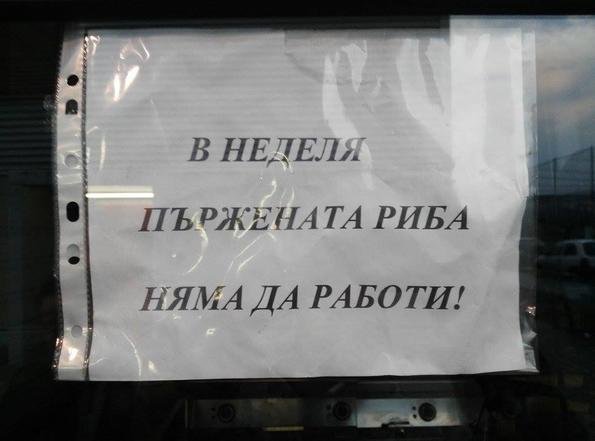 В НЕДЕЛЯ
ПЪРЖЕНАТА РИБА
НЯМА ДА РАБОТИ!